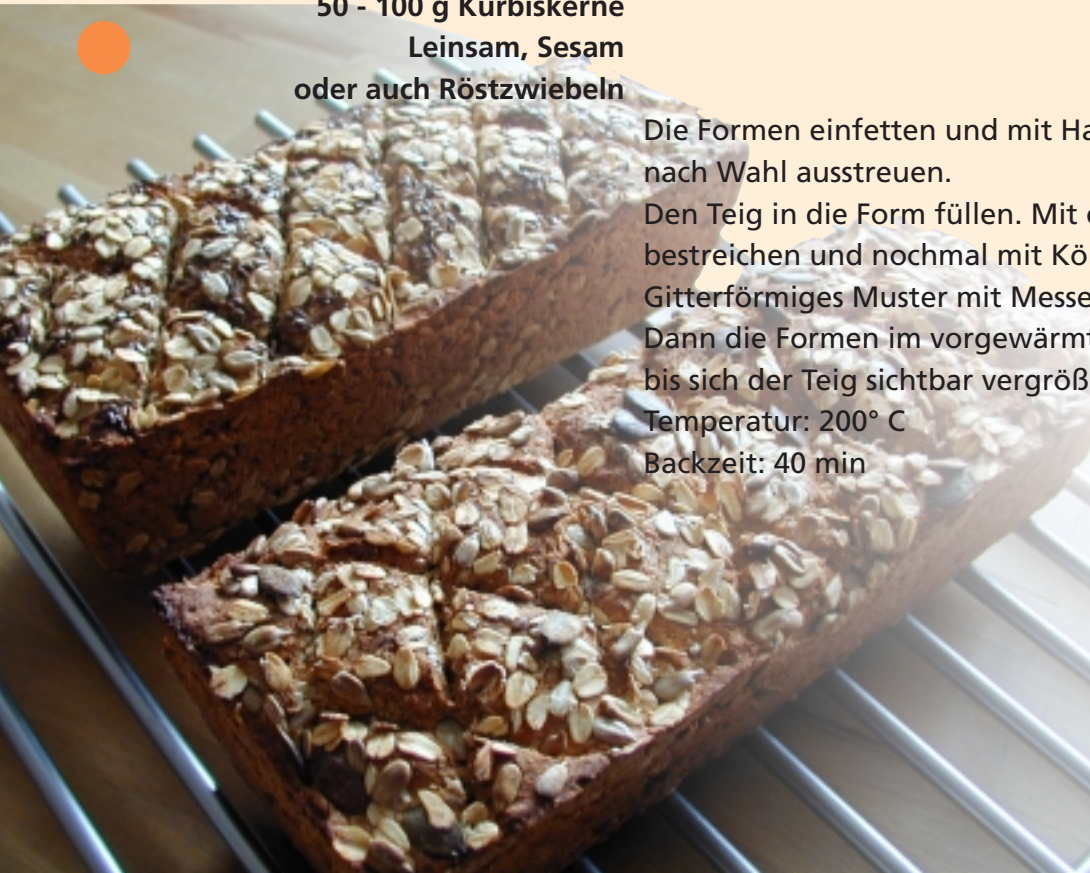 50 - 100 g Kürbiskerne
Leinsam, Sesam
oder auch Röstzwiebeln
Die Formen einfetten und mit
nach Wahl ausstreuen.
Den Teig in die Form füllen. Mit
bestreichen und nochmal mit
Gitterförmiges Muster mit
Dann die Formen im
bis sich der Teig sichtbar
Temperatur: 200° C
Backzeit: 40 min